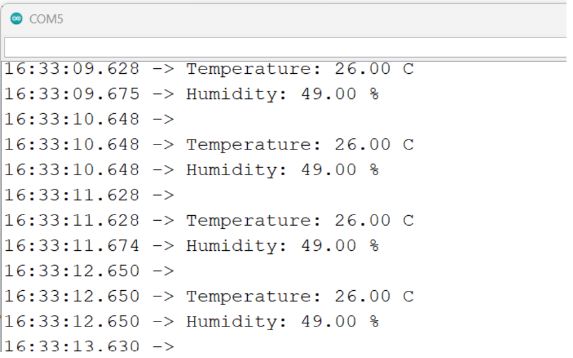 COM5
16:33:09.628 -> Temperature: 26.00 C
16:33:09.675 -> Humidity: 49.00 %
16:33:10.648 ->
16:33:10.648 -> Temperature: 26.00 C
16:33:10.648 -> Humidity: 49.00 %
16:33:11.628 ->
16:33:11.628 -> Temperature: 26.00 C
16:33:11.674 -> Humidity: 49.00 %
16:33:12.650 ->
16:33:12.650 -> Temperature: 26.00 C
16:33:12.650 -> Humidity: 49.00 %
16:33:13.630 ->